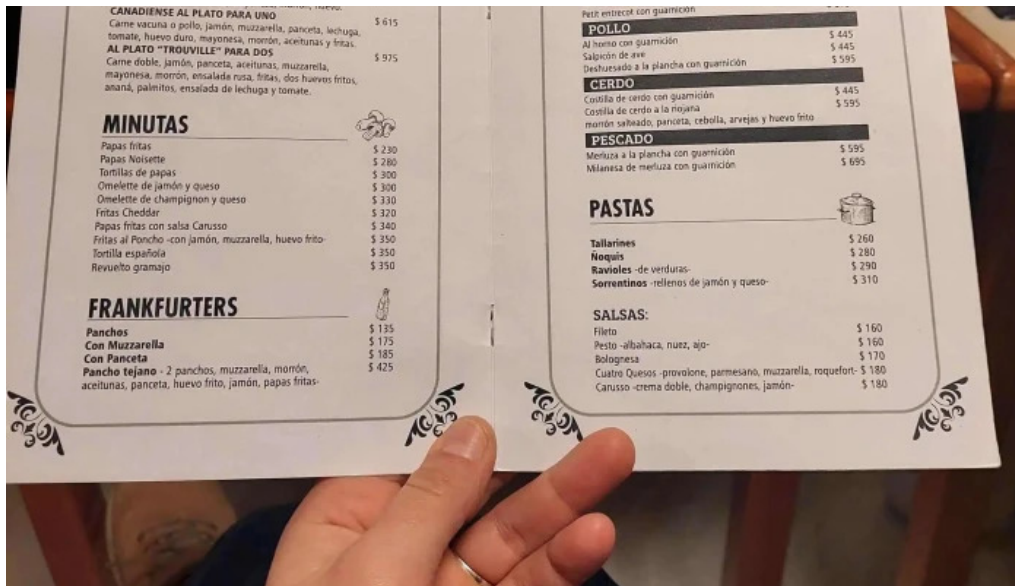 CANADIENSE AL PLATO PARA UNO $ 615
Carne vacuna o pollo, jamón, muzzarella, panceta, lechuga,
tomate, huevo duro, mayonesa, morrón, aceitunas y fritas.
AL PLATO "TROUVILLE" PARA DOS $ 975
Carne doble, jamón, panceta, aceitunas, muzzarella,
mayonesa, morrón, ensalada rusa, fritas, dos huevos fritos,
ananá, palmitos, ensalada de lechuga y tomate.
MINUTAS
Papas fritas $ 230
Papas Noisette $ 280
Tortillas de papas $ 300
Omelette de jamón y queso $ 300
Omelette de champignon y queso $ 330
Fritas Cheddar $ 320
Papas fritas con salsa Carusso $ 340
Fritas al Poncho -con jamón, muzzarella, huevo frito- $ 350
Tortilla española $ 350
Revuelto gramajo $ 350
FRANKFURTERS
Panchos $ 135
Con Muzzarella $ 175
Con Panceta $ 185
Pancho tejano - 2 panchos, muzzarella, morrón, $ 425
aceitunas, panceta, huevo frito, jamón, papas fritas-
Petit entrecot con guarnición
POLLO
Al horno con guarnición $ 445
Salpicón de ave $ 445
Deshuesado a la plancha con guarnición $ 595
CERDO
Costilla de cerdo con guarnición $ 445
Costilla de cerdo a la riojana $ 595
morrón salteado, panceta, cebolla, arvejas y huevo frito
PESCADO
Merluza a la plancha con guarnición $ 595
Milanesa de merluza con guarnición $ 695
PASTAS
Tallarines $ 260
Ñoquis $ 280
Ravioles -de verduras- $ 290
Sorrentinos -rellenos de jamón y queso- $ 310
SALSAS:
Fileto $ 160
Pesto -albahaca, nuez, ajo- $ 160
Bolognesa $ 170
Cuatro Quesos -provolone, parmesano, muzzarella, roquefort- $ 180
Carusso -crema doble, champignones, jamón- $ 180